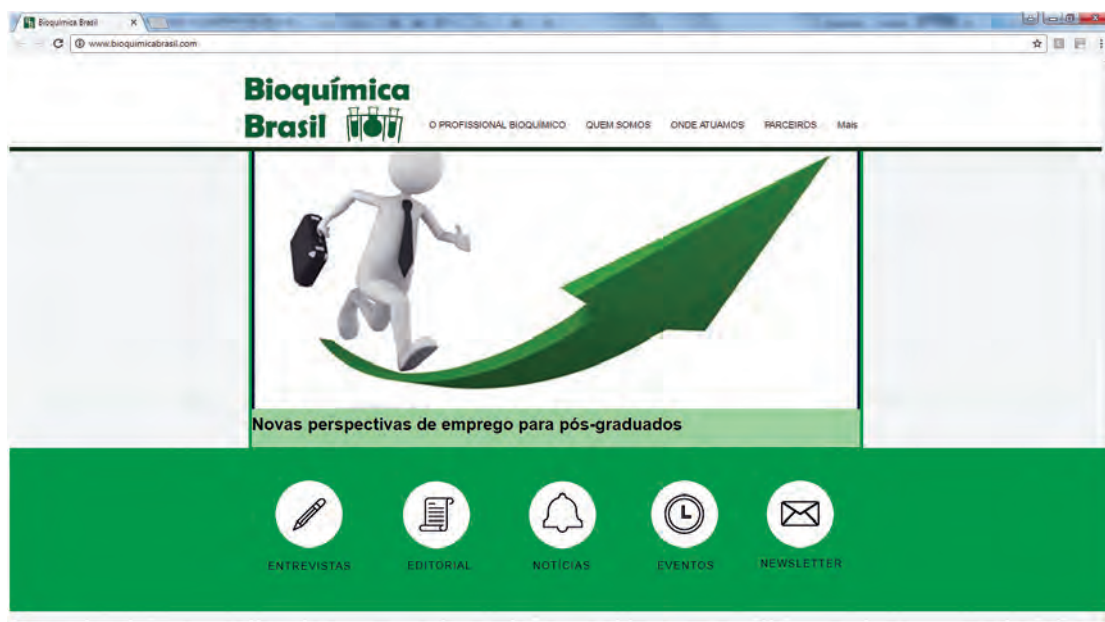 Bioquímica Brasil
www.bioquimicabrasil.com
Bioquímica
Brasil
O PROFISSIONAL BIOQUÍMICO QUEM SOMOS ONDE ATUAMOS PARCEIROS Mais
Novas perspectivas de emprego para pós-graduados
ENTREVISTAS EDITORIAL NOTÍCIAS EVENTOS NEWSLETTER